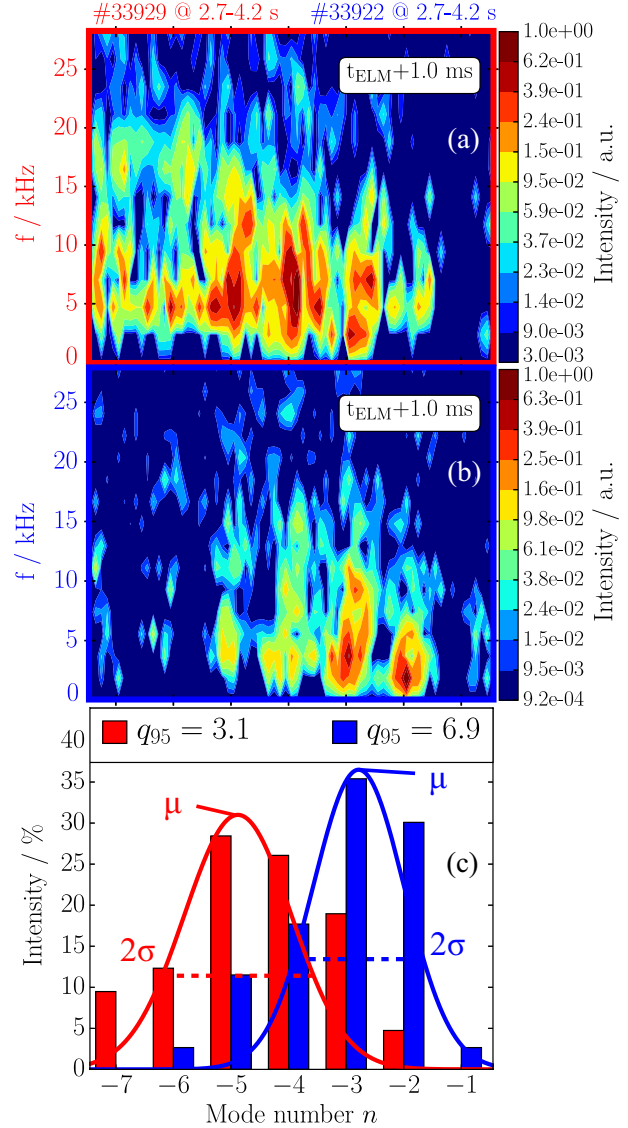 #33929 @ 2.7-4.2 s #33922 @ 2.7-4.2 s
t_ELM+1.0 ms
(a)
f / kHz
25
20
15
10
5
0
1.0e+00
6.3e-01
3.9e-01
2.4e-01
1.5e-01
9.5e-02
5.9e-02
3.7e-02
2.3e-02
1.4e-02
9.0e-03
3.0e-03
Intensity / a.u.
t_ELM+1.0 ms
(b)
f / kHz
25
20
15
10
5
0
1.0e+00
6.3e-01
3.9e-01
2.5e-01
1.6e-01
9.8e-02
6.1e-02
3.8e-02
2.4e-02
1.5e-02
9.5e-03
9.2e-04
Intensity / a.u.
q_95 = 3.1 q_95 = 6.9
μ
μ
(c)
2σ
2σ
Intensity / %
40
35
30
25
20
15
10
5
0
−7 −6 −5 −4 −3 −2 −1
Mode number n